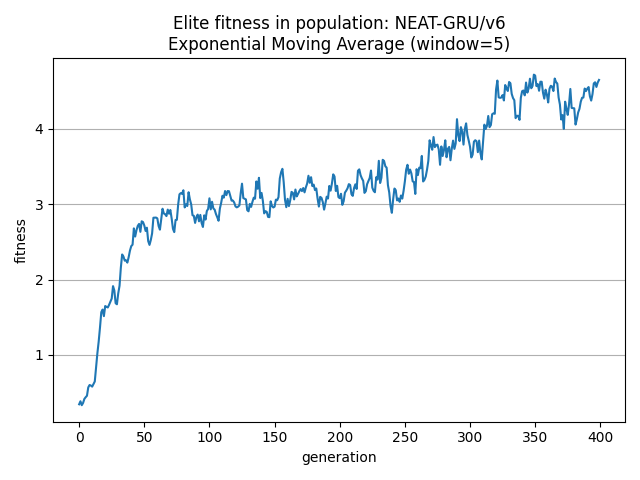 Elite fitness in population: NEAT-GRU/v6
Exponential Moving Average (window=5)
fitness
4
3
2
1
0 50 100 150 200 250 300 350 400
generation